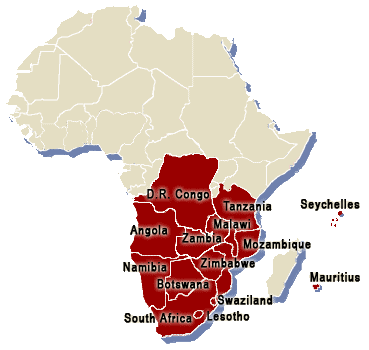 D.R. Congo
Tanzania
Seychelles
Malawi
Angola
Zambia
Mozambique
Zimbabwe
Namibia
Mauritius
Botswana
Swaziland
South Africa
Lesotho